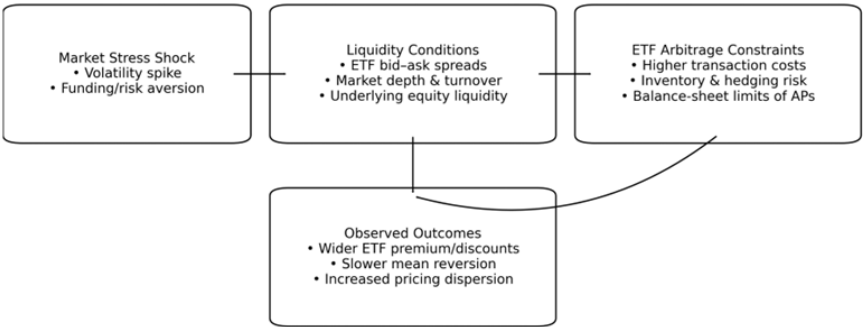 Market Stress Shock
• Volatility spike
• Funding/risk aversion
Liquidity Conditions
• ETF bid–ask spreads
• Market depth & turnover
• Underlying equity liquidity
ETF Arbitrage Constraints
• Higher transaction costs
• Inventory & hedging risk
• Balance-sheet limits of APs
Observed Outcomes
• Wider ETF premium/discounts
• Slower mean reversion
• Increased pricing dispersion